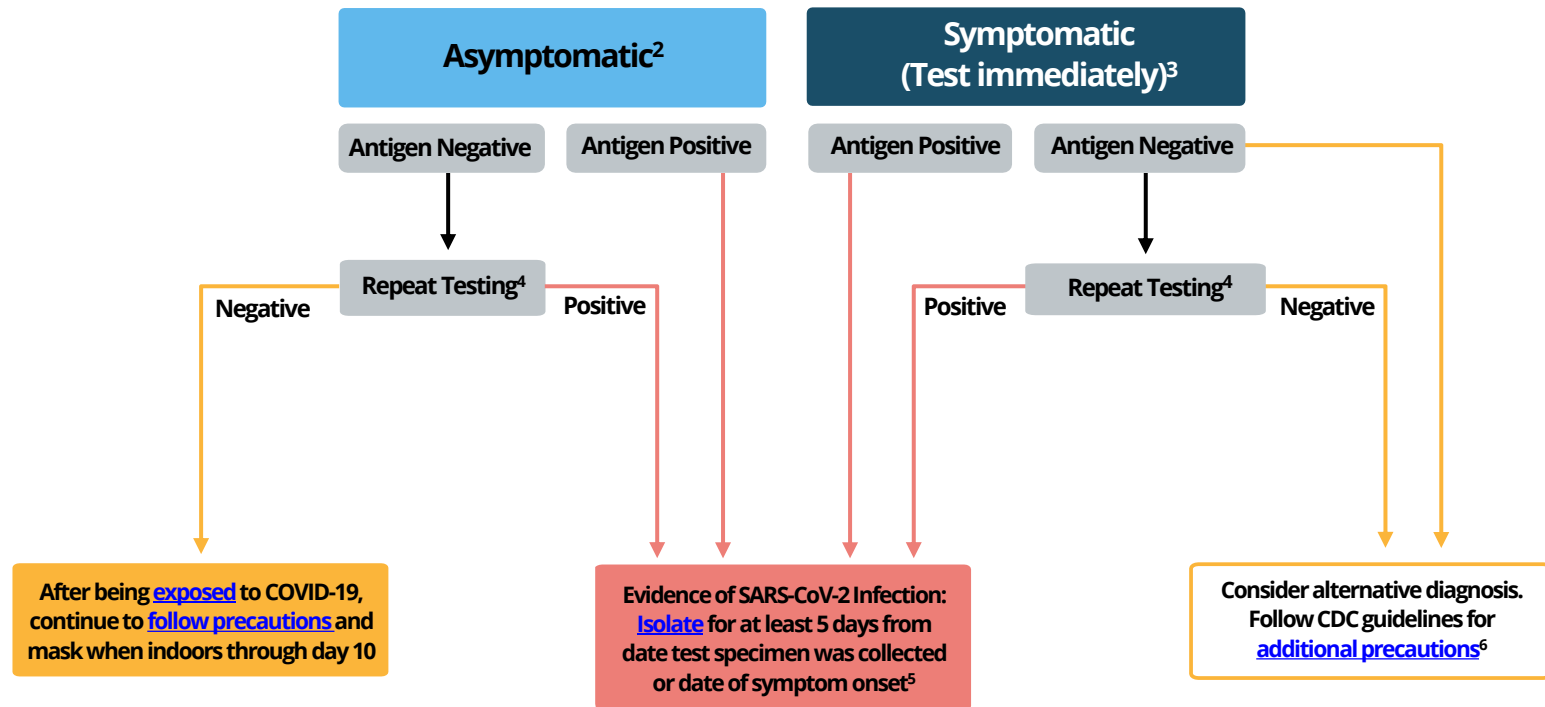 Asymptomatic²
Symptomatic
(Test immediately)³
Antigen Negative
Antigen Positive
Antigen Positive
Antigen Negative
Repeat Testing⁴
Repeat Testing⁴
Negative
Positive
Positive
Negative
After being exposed to COVID-19,
continue to follow precautions and
mask when indoors through day 10
Evidence of SARS-CoV-2 Infection:
Isolate for at least 5 days from
date test specimen was collected
or date of symptom onset⁵
Consider alternative diagnosis.
Follow CDC guidelines for
additional precautions⁶